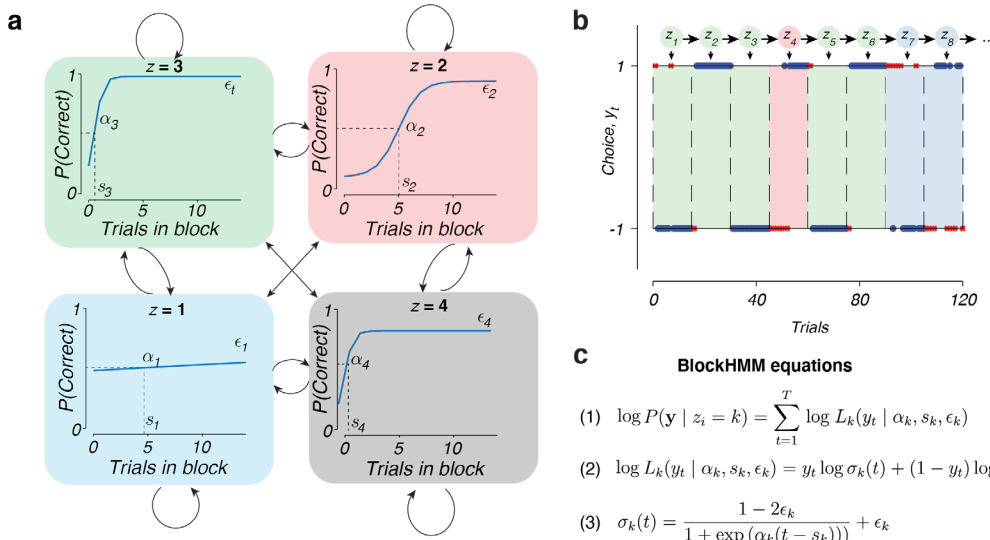 a
z = 3
1
P(Correct)
0
ϵt
α3
s3
0 5 10
Trials in block
z = 2
1
P(Correct)
0
ϵ2
α2
s2
0 5 10
Trials in block
z = 1
1
P(Correct)
0
ϵ1
α1
s1
0 5 10
Trials in block
z = 4
1
P(Correct)
0
ϵ4
α4
s4
0 5 10
Trials in block
b
z1 z2 z3 z4 z5 z6 z7 z8 ..
1
Choice, yt
-1
0 40 80 120
Trials
c
BlockHMM equations
(1) log P(y | zi = k) = ∑_{t=1}^{T} log Lk(yt | αk, sk, ϵk)
(2) log Lk(yt | αk, sk, ϵk) = yt log σk(t) + (1 − yt) log
(3) σk(t) = \frac{1 − 2ϵk}{1 + exp (αk(t − sk)))} + ϵk